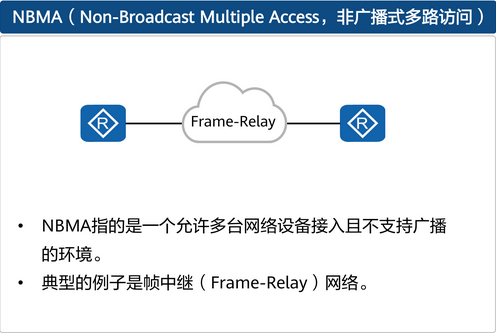 NBMA（Non-Broadcast Multiple Access，非广播式多路访问）
R
Frame-Relay
R
• NBMA指的是一个允许多台网络设备接入且不支持广播
的环境。
• 典型的例子是帧中继（Frame-Relay）网络。